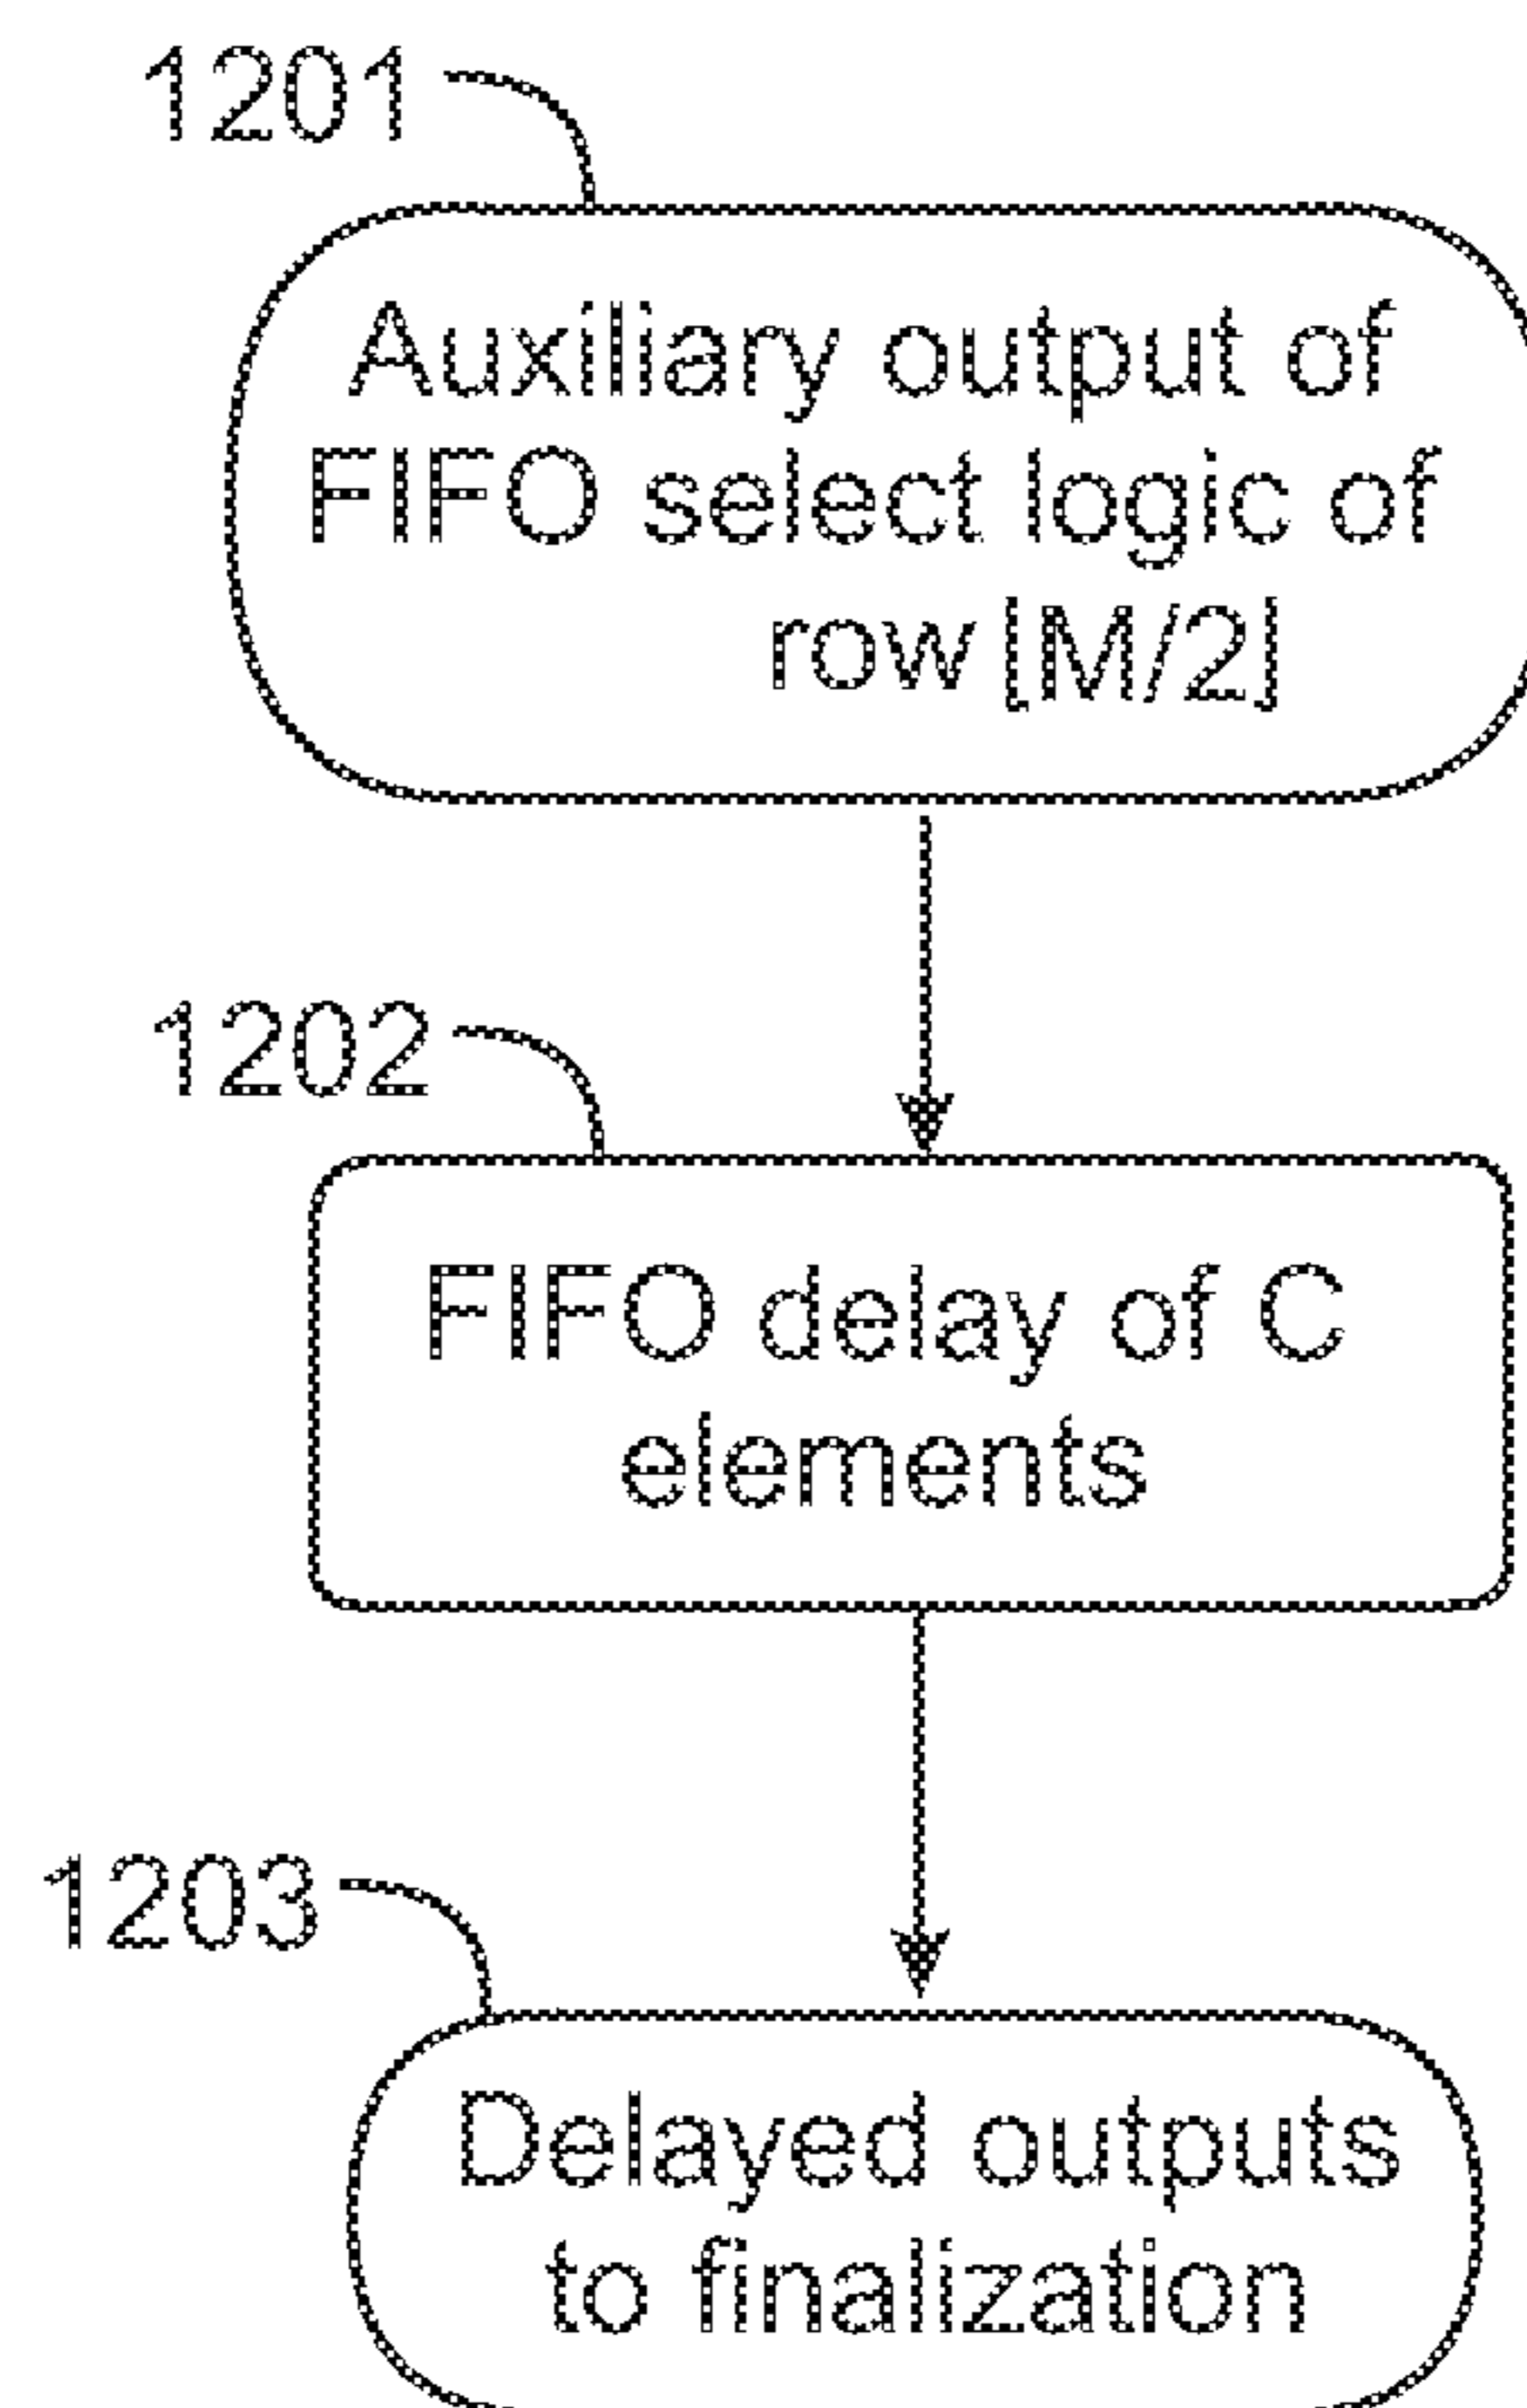 1201
Auxiliary output of
FIFO select logic of
row ⌊M/2⌋
1202
FIFO delay of C
elements
1203
Delayed outputs
to finalization